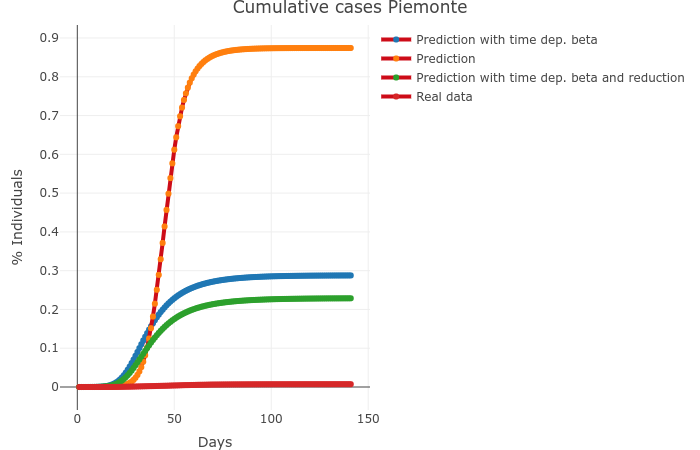 Cumulative cases Piemonte
0.9
0.8
0.7
0.6
0.5
0.4
0.3
0.2
0.1
0
% Individuals
0
50
100
150
Days
Prediction with time dep. beta
Prediction
Prediction with time dep. beta and reduction
Real data